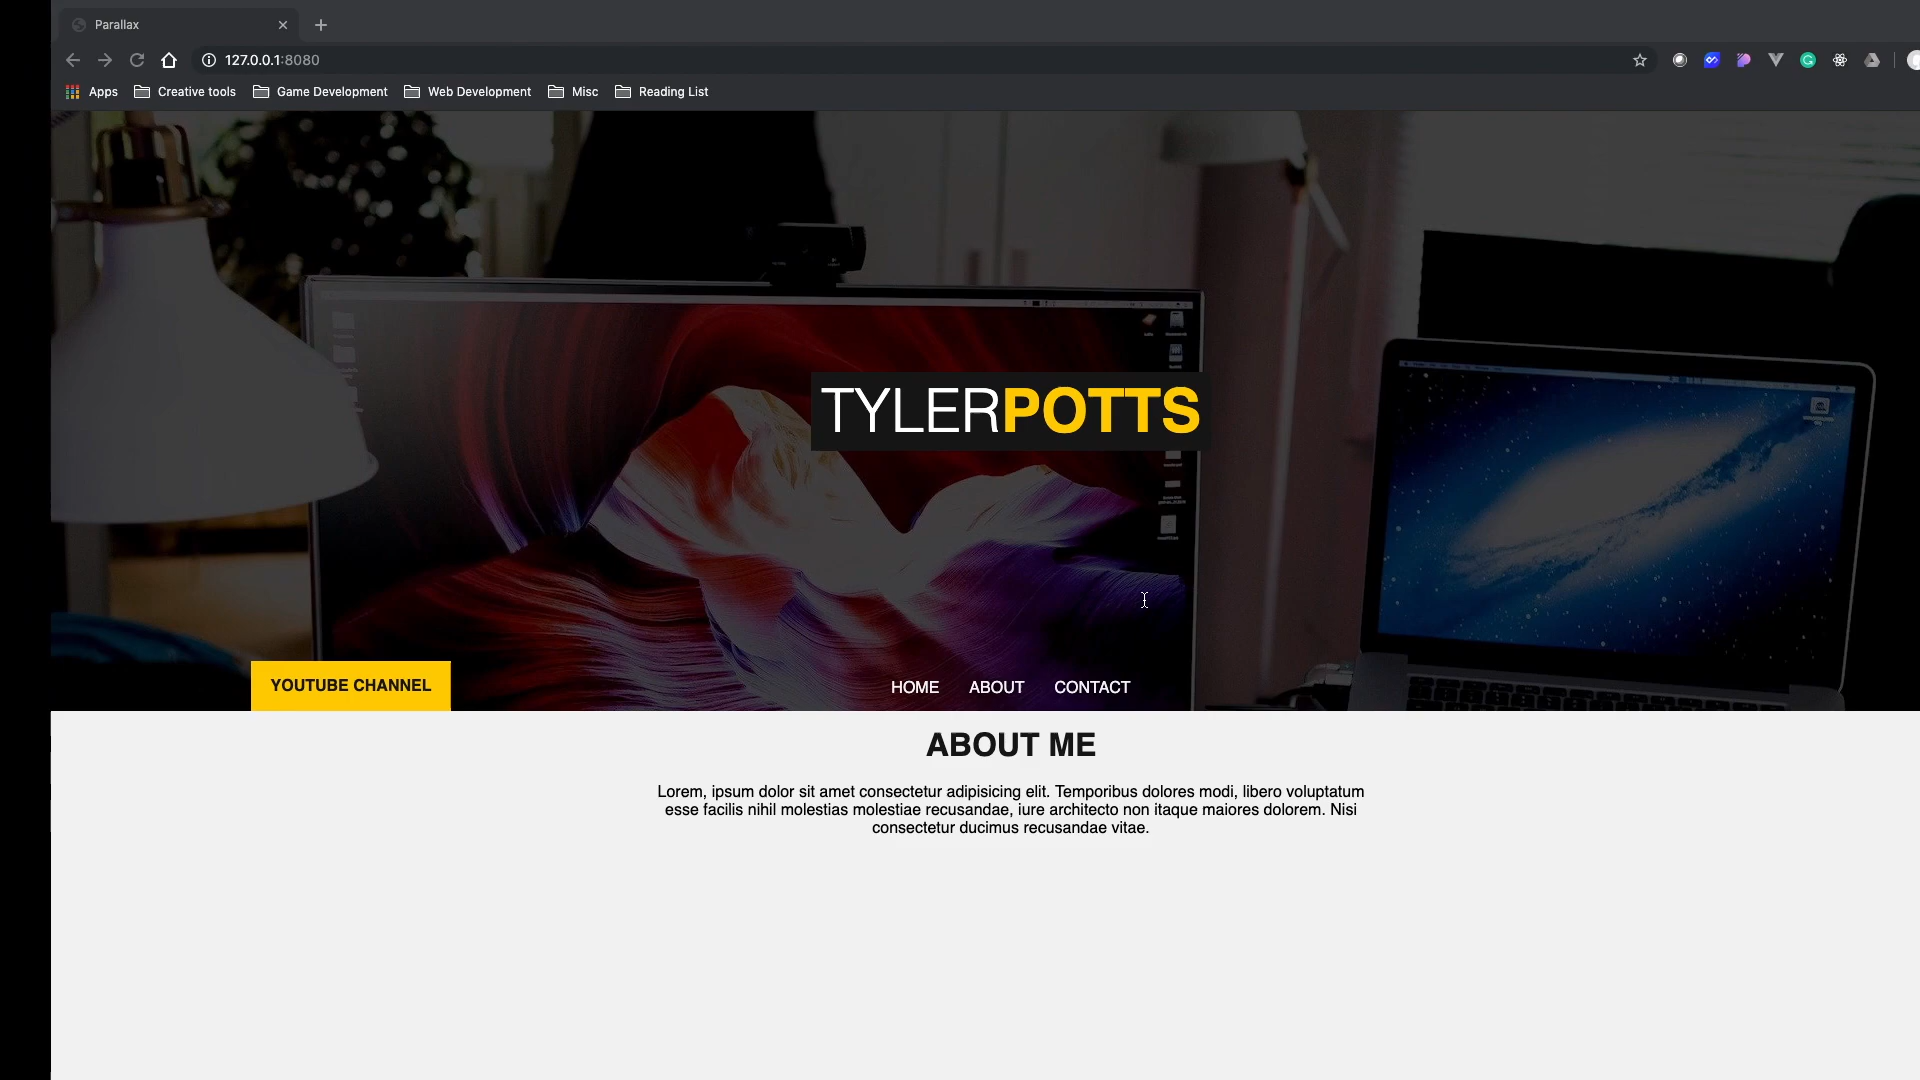 Parallax
127.0.0.1:8080
Apps Creative tools Game Development Web Development Misc Reading List
TYLERPOTTS
YOUTUBE CHANNEL HOME ABOUT CONTACT
ABOUT ME
Lorem, ipsum dolor sit amet consectetur adipisicing elit. Temporibus dolores modi, libero voluptatum
esse facilis nihil molestias molestiae recusandae, iure architecto non itaque maiores dolorem. Nisi
consectetur ducimus recusandae vitae.